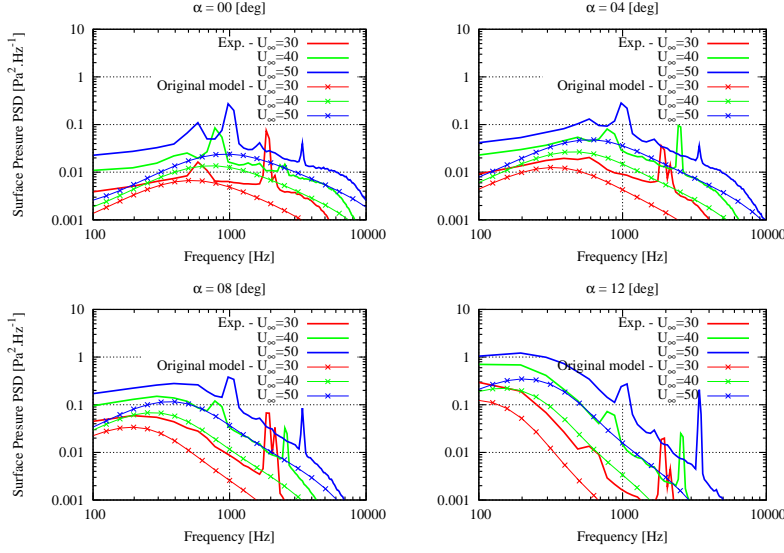 α = 00 [deg]
Surface Pressure PSD [Pa².Hz⁻¹]
10
1
0.1
0.01
0.001
100
1000
10000
Frequency [Hz]
Exp. - U∞=30
U∞=40
U∞=50
Original model - U∞=30
U∞=40
U∞=50
α = 04 [deg]
10
1
0.1
0.01
0.001
100
1000
10000
Frequency [Hz]
Exp. - U∞=30
U∞=40
U∞=50
Original model - U∞=30
U∞=40
U∞=50
α = 08 [deg]
Surface Pressure PSD [Pa².Hz⁻¹]
10
1
0.1
0.01
0.001
100
1000
10000
Frequency [Hz]
Exp. - U∞=30
U∞=40
U∞=50
Original model - U∞=30
U∞=40
U∞=50
α = 12 [deg]
10
1
0.1
0.01
0.001
100
1000
10000
Frequency [Hz]
Exp. - U∞=30
U∞=40
U∞=50
Original model - U∞=30
U∞=40
U∞=50